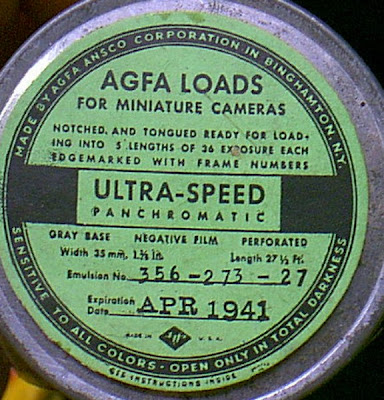 MADE BY AGFA ANSCO CORPORATION IN BINGHAMTON, N.Y.
AGFA LOADS
FOR MINIATURE CAMERAS
NOTCHED, AND TONGUED READY FOR LOAD-
ING INTO 5 LENGTHS OF 36 EXPOSURE EACH
EDGEMARKED WITH FRAME NUMBERS
ULTRA-SPEED
PANCHROMATIC
GRAY BASE NEGATIVE FILM PERFORATED
Width 35 mm, 1⅜ in. Length 27½ Ft.
Emulsion No. 356-273-27
Expiration
Date APR 1941
MADE IN Agfa U.S.A.
SENSITIVE TO ALL COLORS · OPEN ONLY IN TOTAL DARKNESS
SEE INSTRUCTIONS INSIDE